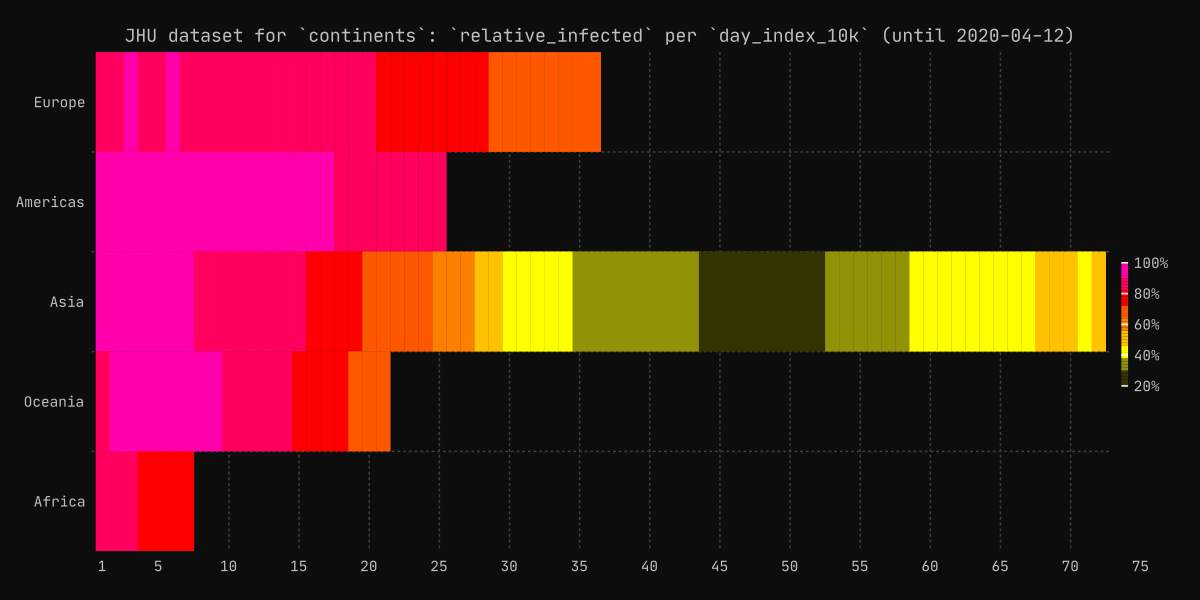 JHU dataset for `continents`: `relative_infected` per `day_index_10k` (until 2020-04-12)
Europe
Americas
Asia
Oceania
Africa
100%
80%
60%
40%
20%
1 5 10 15 20 25 30 35 40 45 50 55 60 65 70 75